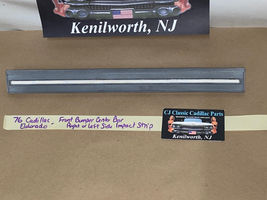 Kenilworth, NJ
'76 Cadillac Eldorado - Front Bumper Center Bar
Right or Left Side Impact Strip
CJ Classic Cadillac Parts
Kenilworth, NJ